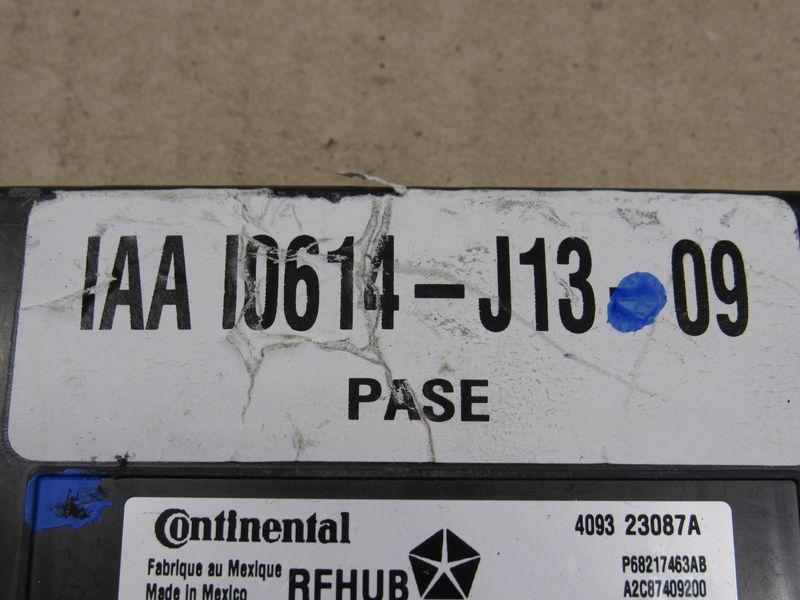 IAA I0614-J13-09
PASE
Continental 4093 23087A
Fabrique au Mexique P68217463AB
Made in Mexico RFHUB A2C87409200